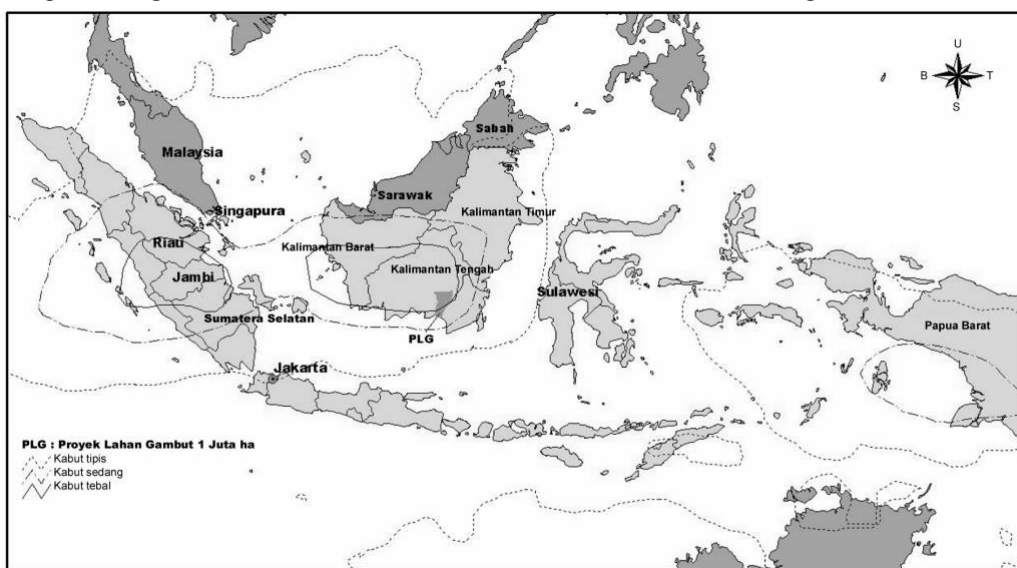 U
B T
S
Sabah
Malaysia
Sarawak
Singapura
Kalimantan Timur
Riau
Kalimantan Barat
Jambi
Kalimantan Tengah
Sulawesi
Sumatera Selatan
Papua Barat
PLG
Jakarta
PLG : Proyek Lahan Gambut 1 Juta ha
Kabut tipis
Kabut sedang
Kabut tebal